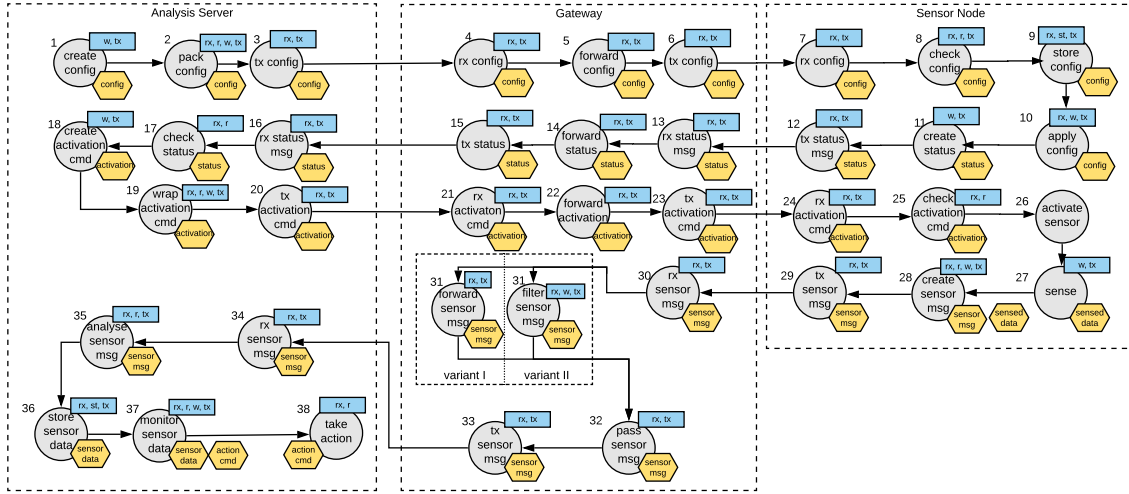 Analysis Server
Gateway
Sensor Node
1
create
config
w, tx
config
2
pack
config
rx, r, w, tx
config
3
tx config
rx, tx
config
4
rx config
rx, tx
config
5
forward
config
rx, tx
config
6
tx config
rx, tx
config
7
rx config
rx, tx
config
8
check
config
rx, r, tx
config
9
store
config
rx, st, tx
config
18
create
activation
cmd
w, tx
activation
17
check
status
rx, r
status
16
rx status
msg
rx, tx
status
15
tx status
rx, tx
status
14
forward
status
rx, tx
status
13
rx status
msg
rx, tx
status
12
tx status
msg
rx, tx
status
11
create
status
w, tx
status
10
apply
config
rx, w, tx
config
19
wrap
activation
cmd
rx, r, w, tx
activation
20
tx
activation
cmd
rx, tx
activation
21
rx
activaton
cmd
rx, tx
activation
22
forward
activation
cmd
rx, tx
activation
23
tx
activation
cmd
rx, tx
activation
24
rx
activation
cmd
rx, tx
activation
25
check
activation
cmd
rx, r
activation
26
activate
sensor
31
forward
sensor
msg
rx, tx
sensor
msg
variant I
31
filter
sensor
msg
rx, w, tx
sensor
msg
variant II
30
rx
sensor
msg
rx, tx
sensor
msg
29
tx
sensor
msg
rx, tx
sensor
msg
28
create
sensor
msg
rx, r, w, tx
sensor
msg
sensed
data
27
sense
w, tx
sensed
data
35
analyse
sensor
msg
rx, r, tx
sensor
msg
34
rx
sensor
msg
rx, tx
sensor
msg
36
store
sensor
data
rx, st, tx
sensor
data
37
monitor
sensor
data
rx, r, w, tx
sensor
data
action
cmd
38
take
action
rx, r
action
cmd
33
tx
sensor
msg
rx, tx
sensor
msg
32
pass
sensor
msg
rx, tx
sensor
msg